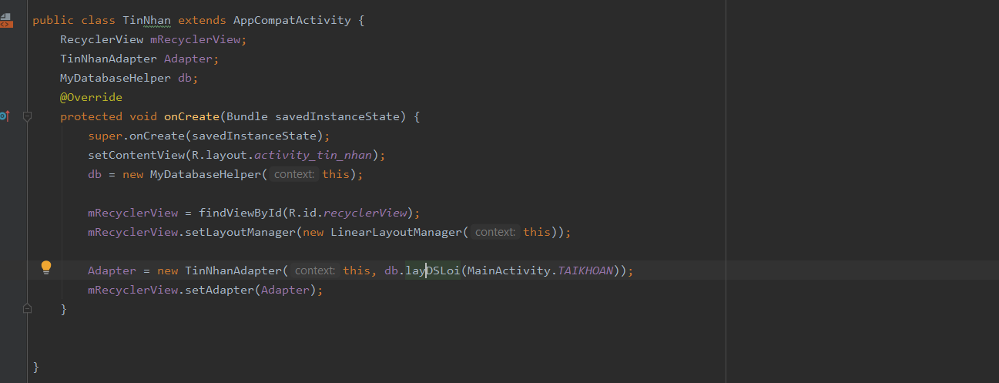 public class TinNhan extends AppCompatActivity {
RecyclerView mRecyclerView;
TinNhanAdapter Adapter;
MyDatabaseHelper db;
@Override
protected void onCreate(Bundle savedInstanceState) {
super.onCreate(savedInstanceState);
setContentView(R.layout.activity_tin_nhan);
db = new MyDatabaseHelper( context: this);
mRecyclerView = findViewById(R.id.recyclerView);
mRecyclerView.setLayoutManager(new LinearLayoutManager( context: this));
Adapter = new TinNhanAdapter( context: this, db.layDSLoi(MainActivity.TAIKHOAN));
mRecyclerView.setAdapter(Adapter);
}
}